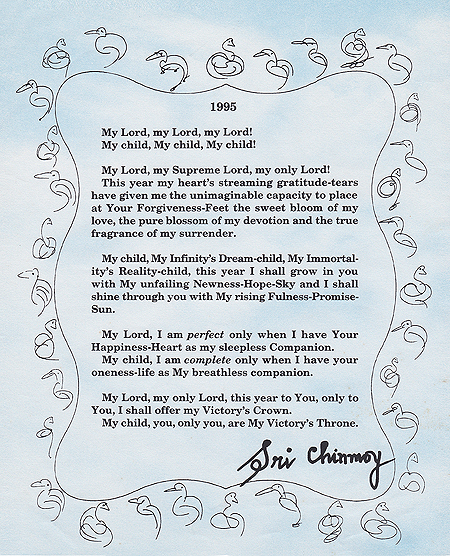 1995
My Lord, my Lord, my Lord!
My child, My child, My child!
My Lord, my Supreme Lord, my only Lord!
This year my heart's streaming gratitude-tears
have given me the unimaginable capacity to place
at Your Forgiveness-Feet the sweet bloom of my
love, the pure blossom of my devotion and the true
fragrance of my surrender.
My child, My Infinity's Dream-child, My Immortal-
ity's Reality-child, this year I shall grow in you
with My unfailing Newness-Hope-Sky and I shall
shine through you with My rising Fulness-Promise-
Sun.
My Lord, I am perfect only when I have Your
Happiness-Heart as my sleepless Companion.
My child, I am complete only when I have your
oneness-life as My breathless companion.
My Lord, my only Lord, this year to You, only to
You, I shall offer my Victory's Crown.
My child, you, only you, are My Victory's Throne.
Sri Chinmoy